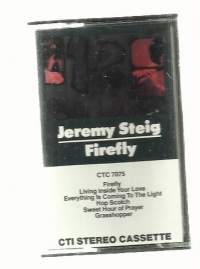 Jeremy Steig
Firefly
CTC 7075
Firefly
Living Inside Your Love
Everything Is Coming To The Light
Hop Scotch
Sweet Hour of Prayer
Grasshopper
CTI STEREO CASSETTE